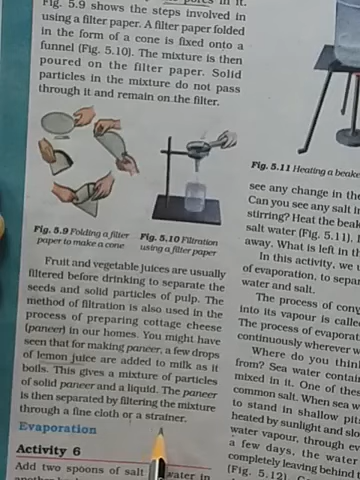 Fig. 5.9 shows the steps involved in
using a filter paper. A filter paper folded
in the form of a cone is fixed onto a
funnel (Fig. 5.10). The mixture is then
poured on the filter paper. Solid
particles in the mixture do not pass
through it and remain on the filter.
Fig. 5.9 Folding a filter
paper to make a cone
Fig. 5.10 Filtration
using a filter paper
Fruit and vegetable juices are usually
filtered before drinking to separate the
seeds and solid particles of pulp. The
method of filtration is also used in the
process of preparing cottage cheese
(paneer) in our homes. You might have
seen that for making paneer, a few drops
of lemon juice are added to milk as it
boils. This gives a mixture of particles
of solid paneer and a liquid. The paneer
is then separated by filtering the mixture
through a fine cloth or a strainer.
Evaporation
Activity 6
Add two spoons of salt water in
Fig. 5.11 Heating a beake
see any change in the
Can you see any salt i
stirring? Heat the beak
salt water (Fig. 5.11).
away. What is left in th
In this activity, we
of evaporation, to separ
water and salt.
The process of conv
into its vapour is calle
The process of evaporat
continuously wherever w
Where do you think
from? Sea water contai
mixed in it. One of thes
common salt. When sea w
to stand in shallow pits
heated by sunlight and slo
water vapour, through ev
a few days, the water
completely leaving behind t
(Fig. 5.12).